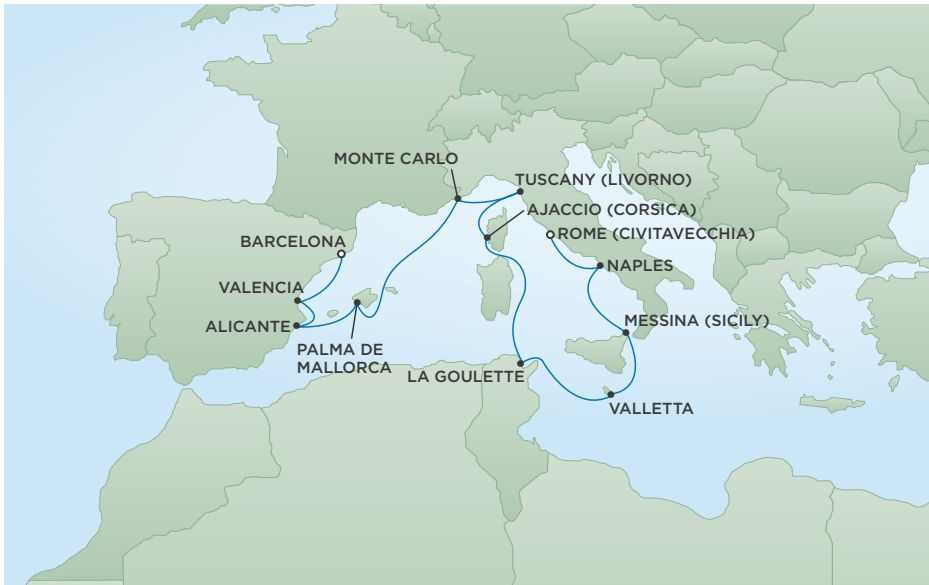 MONTE CARLO
TUSCANY (LIVORNO)
AJACCIO (CORSICA)
ROME (CIVITAVECCHIA)
BARCELONA
NAPLES
VALENCIA
MESSINA (SICILY)
ALICANTE
PALMA DE
MALLORCA
LA GOULETTE
VALLETTA